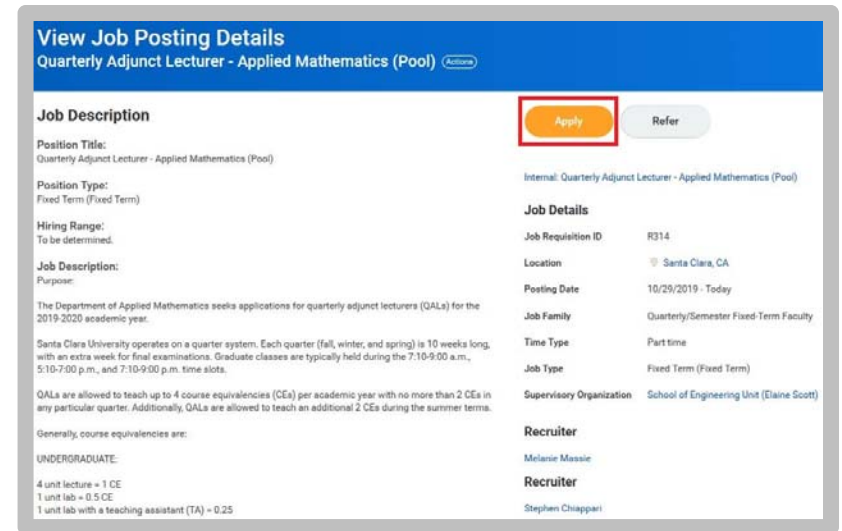 View Job Posting Details
Quarterly Adjunct Lecturer - Applied Mathematics (Pool) Actions
Job Description
Position Title:
Quarterly Adjunct Lecturer - Applied Mathematics (Pool)
Position Type:
Fixed Term (Fixed Term)
Hiring Range:
To be determined.
Job Description:
Purpose:
The Department of Applied Mathematics seeks applications for quarterly adjunct lecturers (QALs) for the
2019-2020 academic year.
Santa Clara University operates on a quarter system. Each quarter (fall, winter, and spring) is 10 weeks long,
with an extra week for final examinations. Graduate classes are typically held during the 7:10-9:00 a.m.,
5:10-7:00 p.m., and 7:10-9:00 p.m. time slots.
QALs are allowed to teach up to 4 course equivalencies (CEs) per academic year with no more than 2 CEs in
any particular quarter. Additionally, QALs are allowed to teach an additional 2 CEs during the summer terms.
Generally, course equivalencies are:
UNDERGRADUATE:
4 unit lecture = 1 CE
1 unit lab = 0.5 CE
1 unit lab with a teaching assistant (TA) = 0.25
Apply Refer
Internal: Quarterly Adjunct Lecturer - Applied Mathematics (Pool)
Job Details
Job Requisition ID R314
Location Santa Clara, CA
Posting Date 10/29/2019 - Today
Job Family Quarterly/Semester Fixed-Term Faculty
Time Type Part time
Job Type Fixed Term (Fixed Term)
Supervisory Organization School of Engineering Unit (Elaine Scott)
Recruiter
Melanie Massie
Recruiter
Stephen Chiappari